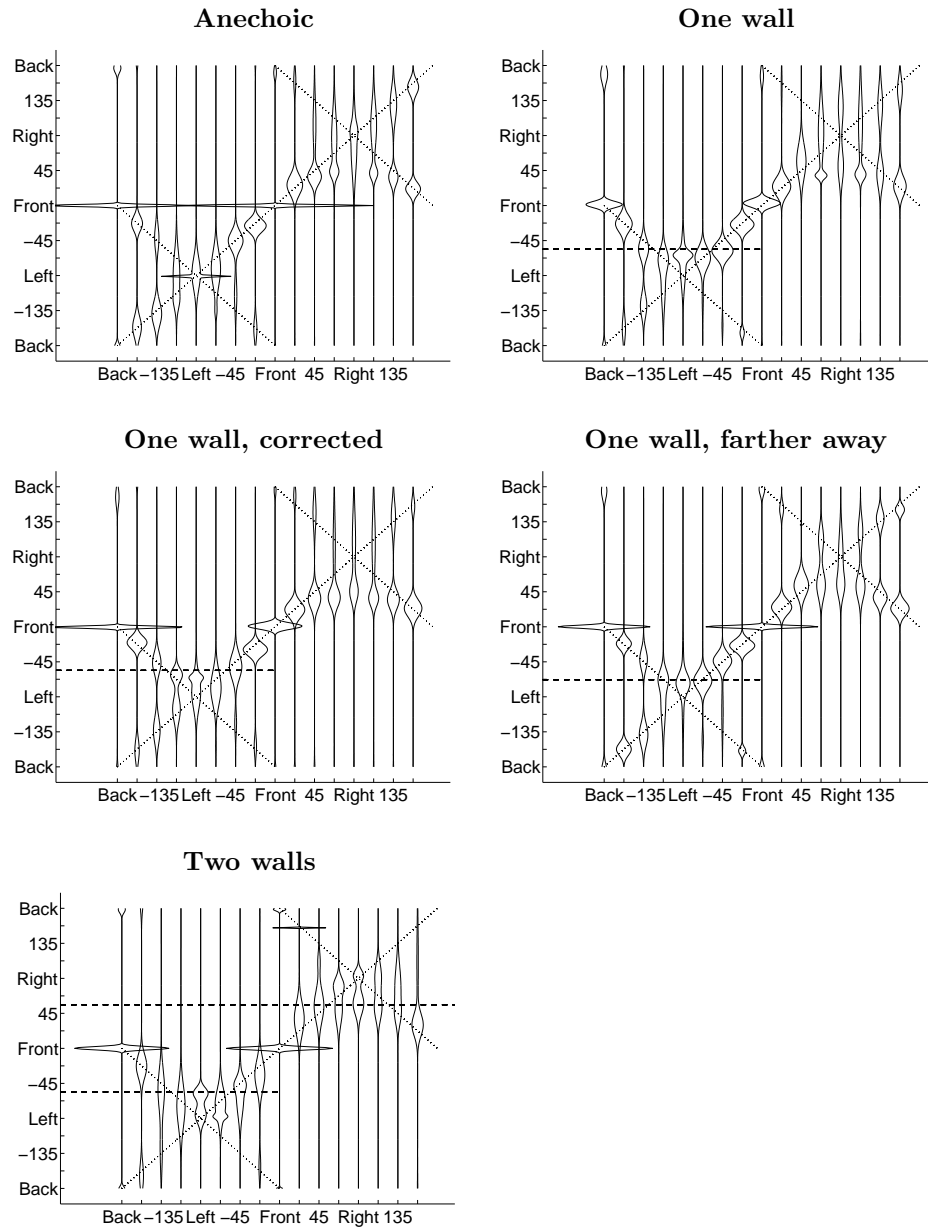 Anechoic
Back
135
Right
45
Front
-45
Left
-135
Back
Back -135 Left -45 Front 45 Right 135
One wall
Back
135
Right
45
Front
-45
Left
-135
Back
Back -135 Left -45 Front 45 Right 135
One wall, corrected
Back
135
Right
45
Front
-45
Left
-135
Back
Back -135 Left -45 Front 45 Right 135
One wall, farther away
Back
135
Right
45
Front
-45
Left
-135
Back
Back -135 Left -45 Front 45 Right 135
Two walls
Back
135
Right
45
Front
-45
Left
-135
Back
Back -135 Left -45 Front 45 Right 135